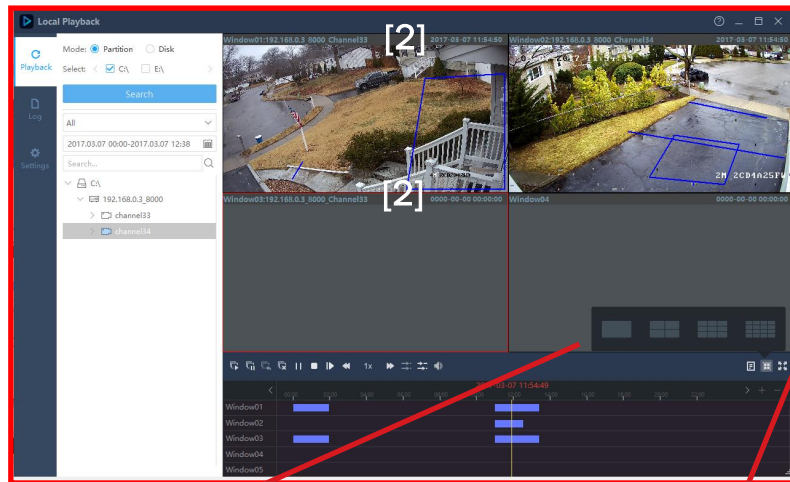 Local Playback
Playback
Log
Settings
Mode: Partition Disk
Select: C:\ E:\
Search
All
2017.03.07 00:00-2017.03.07 12:38
Search...
C:\
192.168.0.3_8000
channel33
channel34
Window01:192.168.0.3_8000_Channel33 2017-03-07 11:54:50
[2]
Window02:192.168.0.3_8000_Channel34 2017-03-07 11:54:50
2M 2CD4A25FW
Window03:192.168.0.3_8000_Channel33 0000-00-00 00:00:00
[2]
Window04 0000-00-00 00:00:00
1x
2017-03-07 11:54:49
Window01
Window02
Window03
Window04
Window05